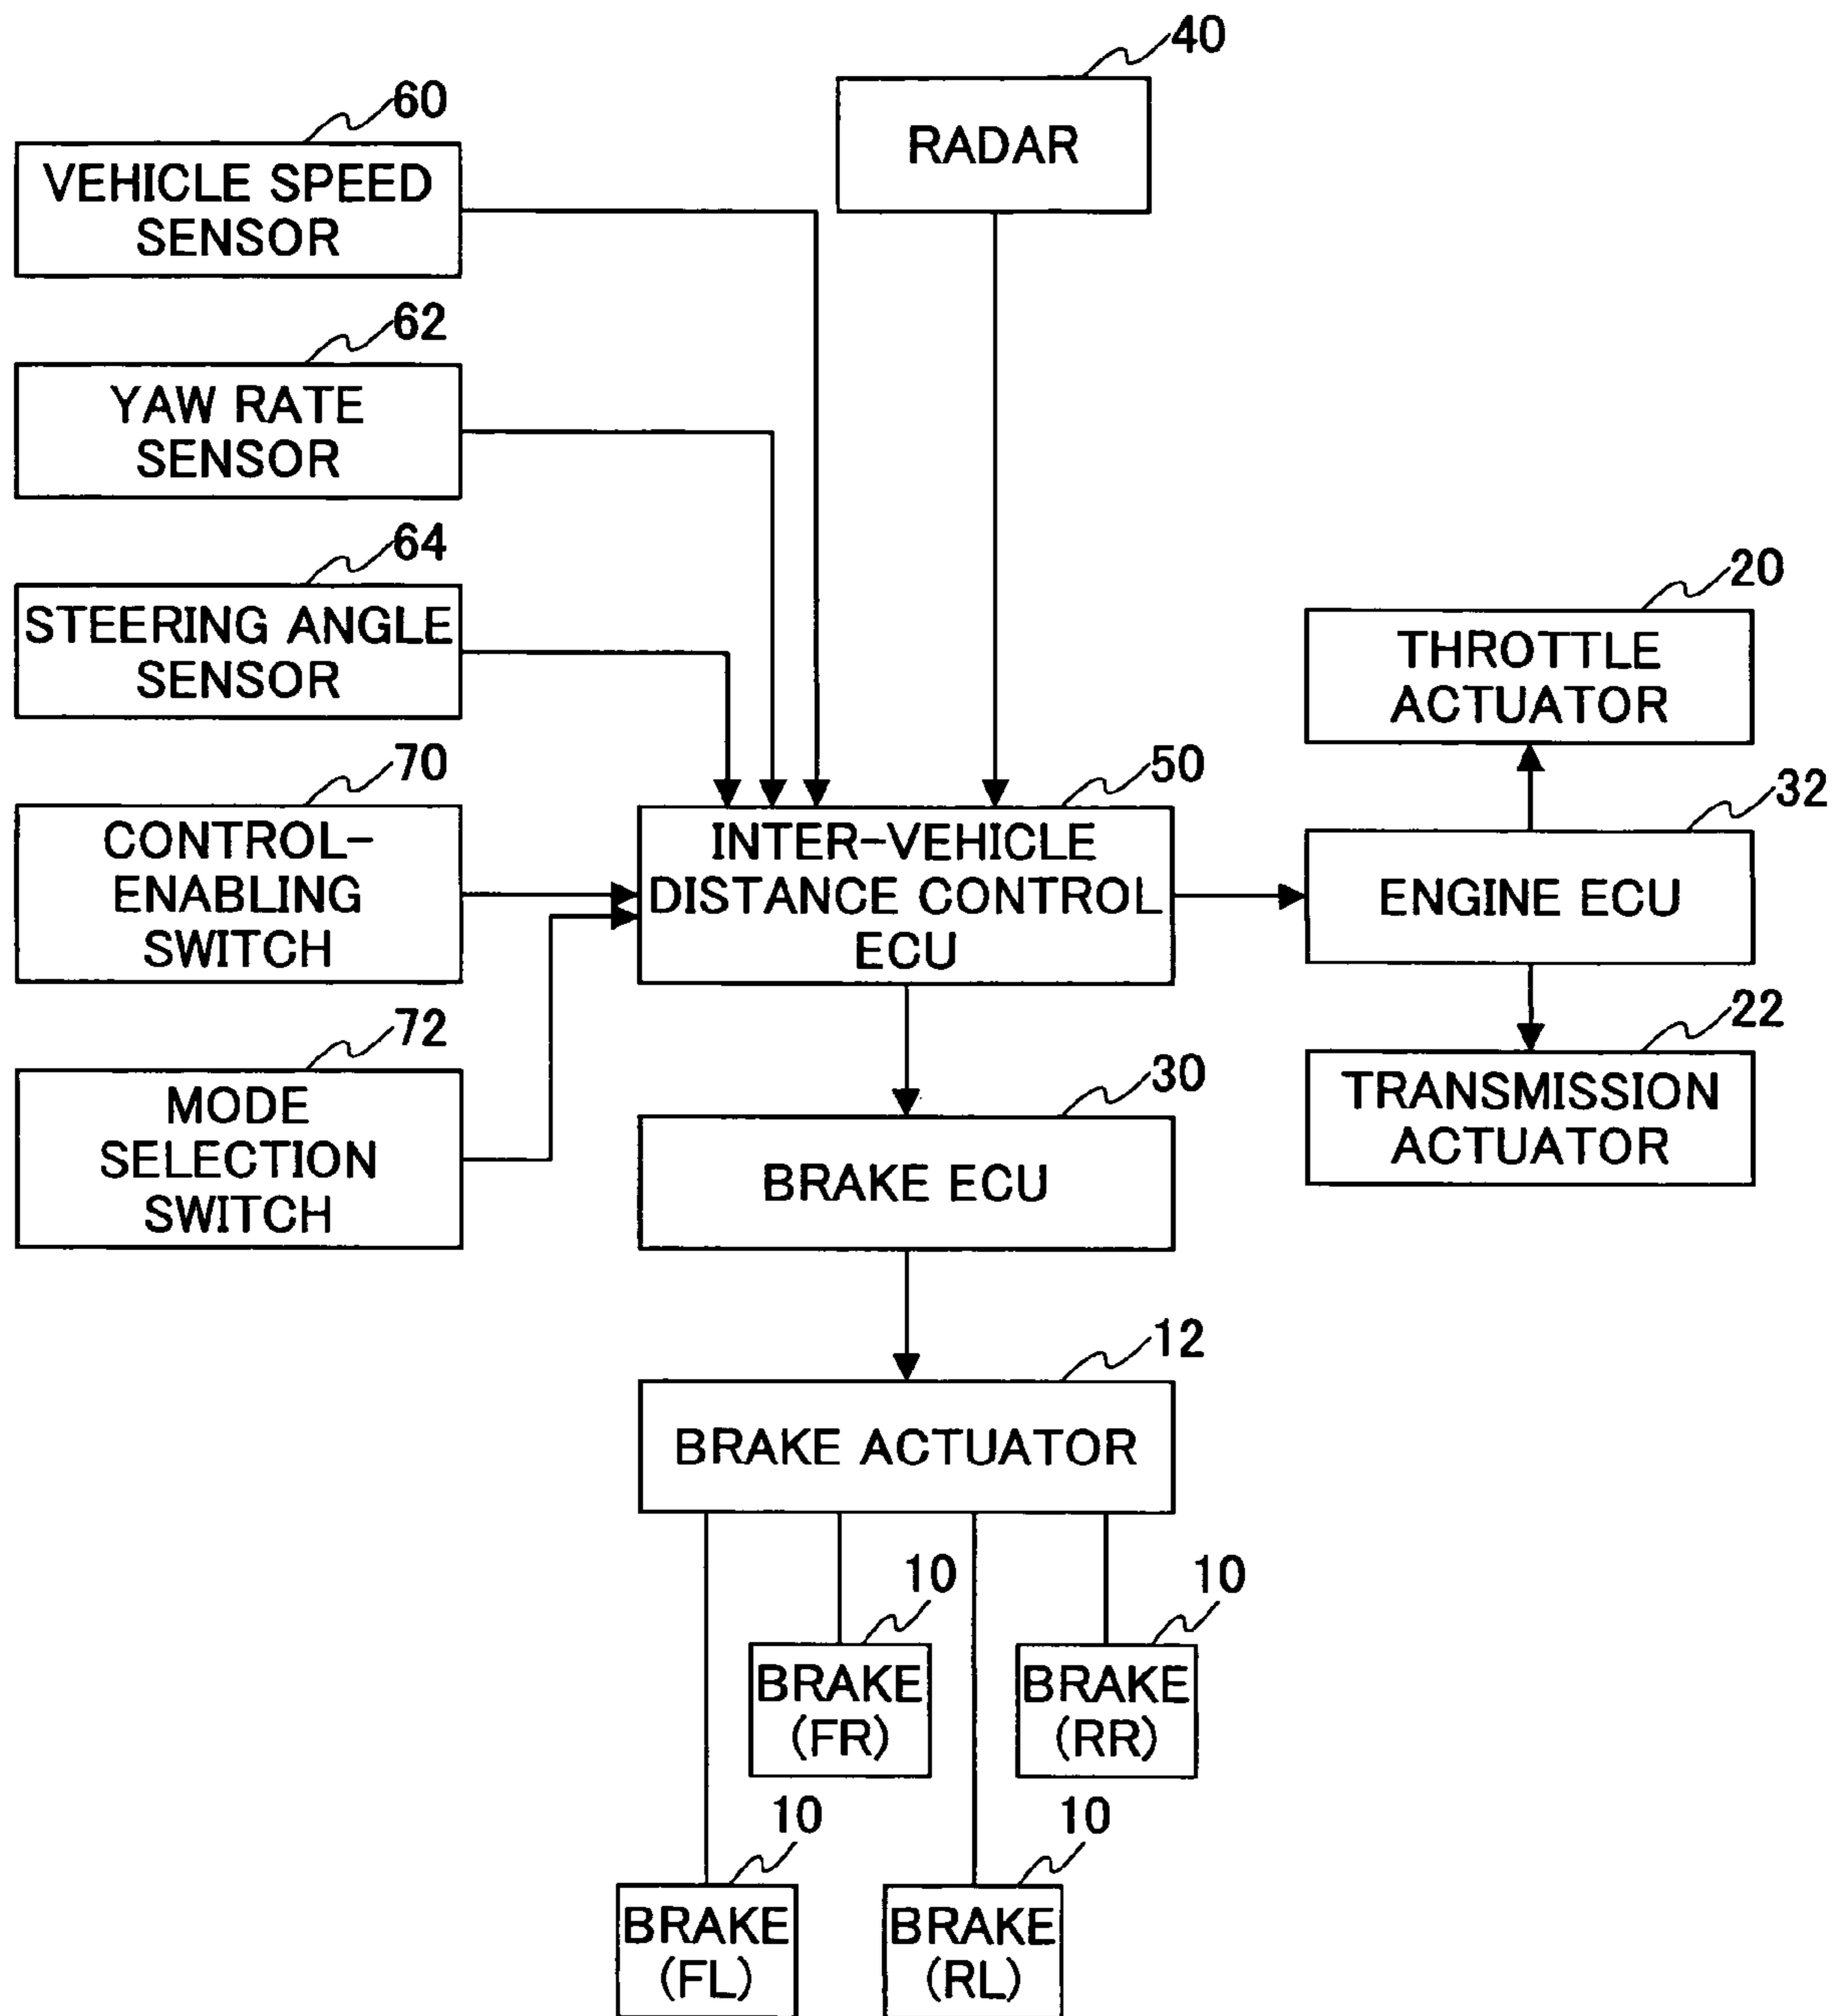 40
RADAR
60
VEHICLE SPEED
SENSOR
62
YAW RATE
SENSOR
64
STEERING ANGLE
SENSOR
70
CONTROL-
ENABLING
SWITCH
72
MODE
SELECTION
SWITCH
50
INTER-VEHICLE
DISTANCE CONTROL
ECU
20
THROTTLE
ACTUATOR
32
ENGINE ECU
22
TRANSMISSION
ACTUATOR
30
BRAKE ECU
12
BRAKE ACTUATOR
10
BRAKE
(FR)
10
BRAKE
(RR)
10
BRAKE
(FL)
10
BRAKE
(RL)